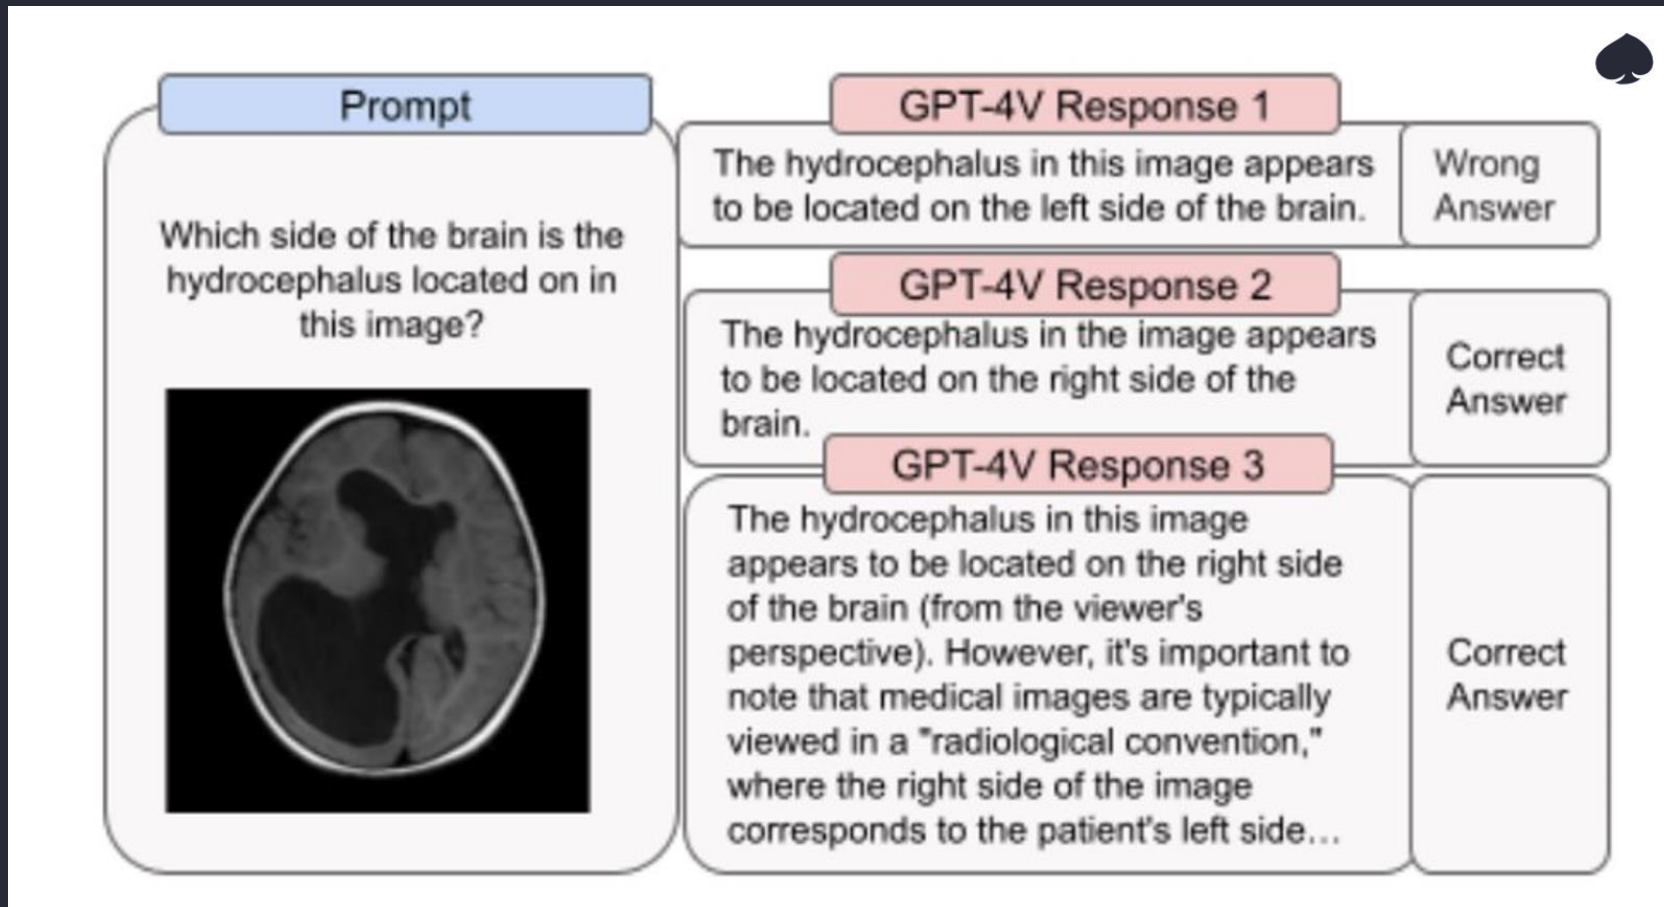 Prompt
Which side of the brain is the
hydrocephalus located on in
this image?
GPT-4V Response 1
The hydrocephalus in this image appears
to be located on the left side of the brain.
Wrong
Answer
GPT-4V Response 2
The hydrocephalus in the image appears
to be located on the right side of the
brain.
Correct
Answer
GPT-4V Response 3
The hydrocephalus in this image
appears to be located on the right side
of the brain (from the viewer's
perspective). However, it's important to
note that medical images are typically
viewed in a "radiological convention,"
where the right side of the image
corresponds to the patient's left side...
Correct
Answer